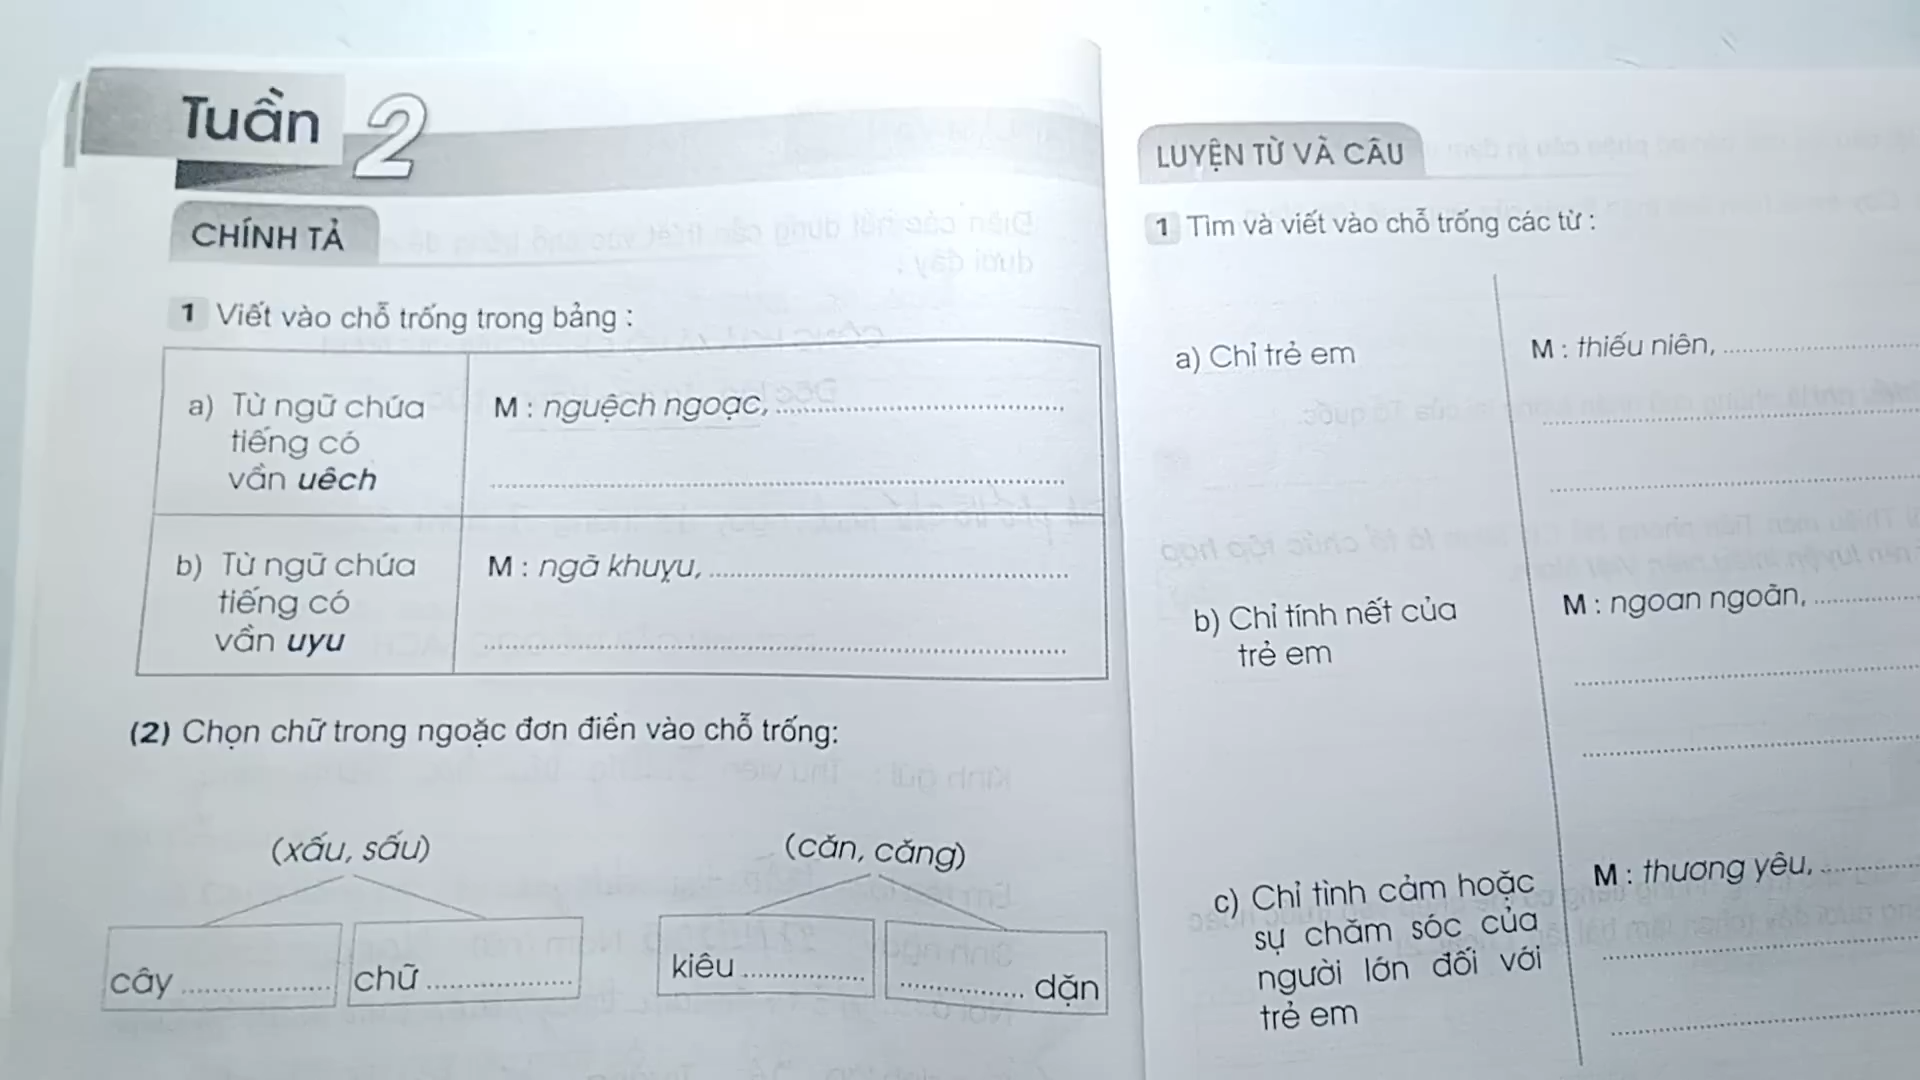 Tuần 2
CHÍNH TẢ
1 Viết vào chỗ trống trong bảng :
a) Từ ngữ chứa
tiếng có
vần uêch
M : nguệch ngoạc, ....................
..............................
b) Từ ngữ chứa
tiếng có
vần uyu
M : ngã khuỵu, ....................
..............................
(2) Chọn chữ trong ngoặc đơn điền vào chỗ trống:
(xấu, sấu)
cây ..........
chữ ..........
(căn, căng)
kiêu ..........
.......... dặn
LUYỆN TỪ VÀ CÂU
1 Tìm và viết vào chỗ trống các từ :
a) Chỉ trẻ em
M : thiếu niên, ....................
..............................
..............................
b) Chỉ tính nết của
trẻ em
M : ngoan ngoãn, ..........
..............................
..............................
c) Chỉ tình cảm hoặc
sự chăm sóc của
người lớn đối với
trẻ em
M : thương yêu, ..........
..............................
..............................